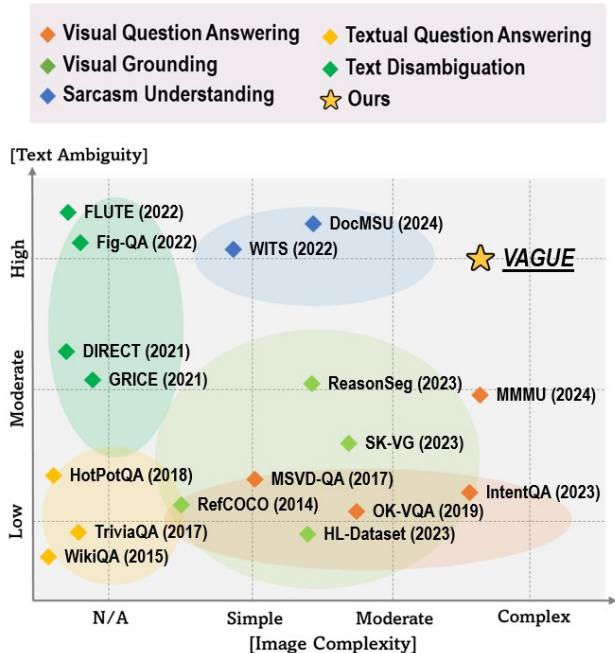 Visual Question Answering
Textual Question Answering
Visual Grounding
Text Disambiguation
Sarcasm Understanding
Ours
[Text Ambiguity]
FLUTE (2022)
DocMSU (2024)
Fig-QA (2022)
WITS (2022)
VAGUE
High
DIRECT (2021)
GRICE (2021)
ReasonSeg (2023)
MMMU (2024)
Moderate
SK-VG (2023)
HotPotQA (2018)
MSVD-QA (2017)
IntentQA (2023)
RefCOCO (2014)
OK-VQA (2019)
Low
TriviaQA (2017)
HL-Dataset (2023)
WikiQA (2015)
N/A
Simple
Moderate
Complex
[Image Complexity]